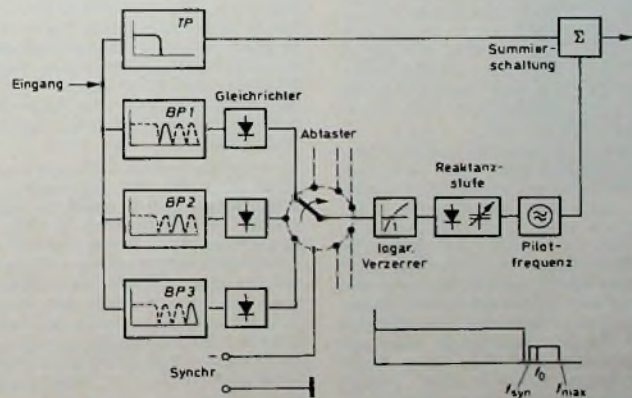 TP
Σ
Summier-
schaltung
Eingang
BP1
Gleichrichter
Abtaster
Reaktanz-
stufe
BP2
logar.
Verzerrer
Pilot-
frequenz
BP3
Synchr
f0
fsyn
fmax